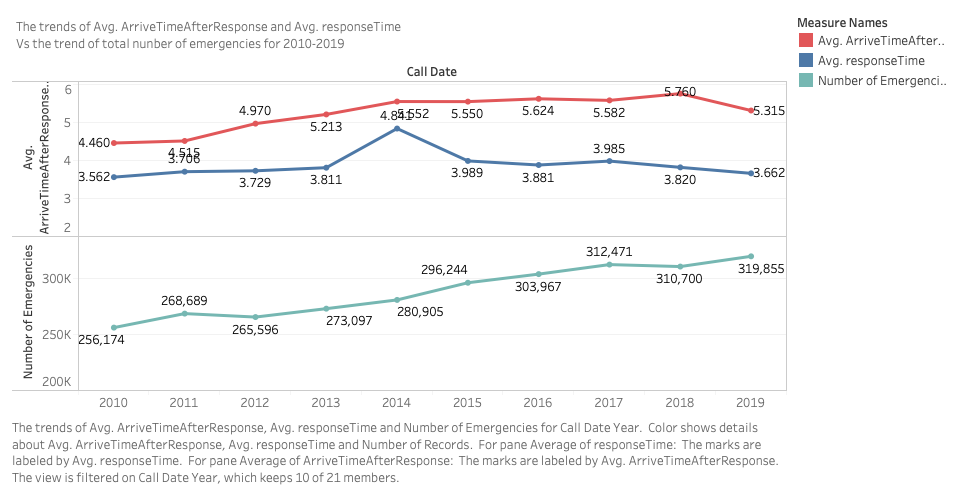 The trends of Avg. ArriveTimeAfterResponse and Avg. responseTime
Vs the trend of total nunber of emergencies for 2010-2019
Measure Names
Avg. ArriveTimeAfter..
Avg. responseTime
Number of Emergenci..
Call Date
Avg.
ArriveTimeAfterResponse..
6
5
4
3
2
4.460
4.515
4.970
5.213
5.552
5.550
5.624
5.582
5.760
5.315
3.562
3.706
3.729
3.811
4.841
3.989
3.881
3.985
3.820
3.662
Number of Emergencies
300K
250K
200K
256,174
268,689
265,596
273,097
280,905
296,244
303,967
312,471
310,700
319,855
2010 2011 2012 2013 2014 2015 2016 2017 2018 2019
The trends of Avg. ArriveTimeAfterResponse, Avg. responseTime and Number of Emergencies for Call Date Year.  Color shows details
about Avg. ArriveTimeAfterResponse, Avg. responseTime and Number of Records.  For pane Average of responseTime:  The marks are
labeled by Avg. responseTime.  For pane Average of ArriveTimeAfterResponse:  The marks are labeled by Avg. ArriveTimeAfterResponse.
The view is filtered on Call Date Year, which keeps 10 of 21 members.